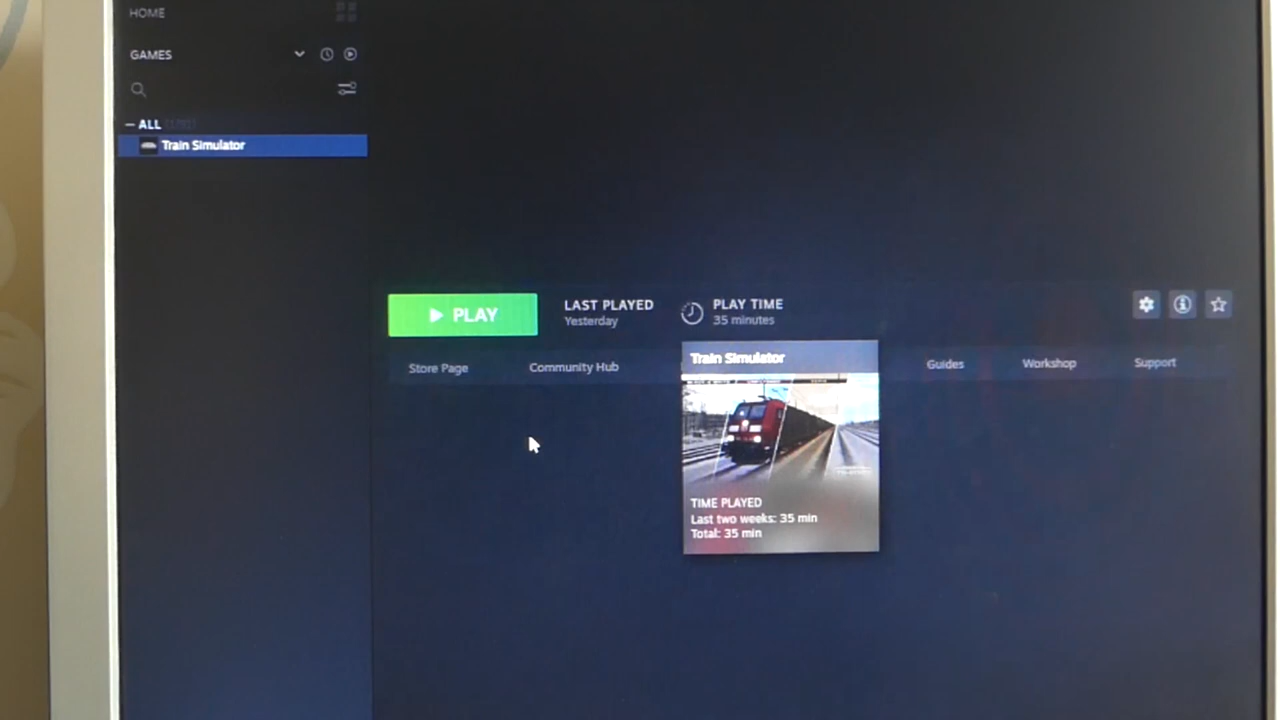 HOME
GAMES
— ALL
Train Simulator
PLAY
LAST PLAYED
Yesterday
PLAY TIME
35 minutes
Store Page
Community Hub
Guides
Workshop
Support
Train Simulator
TIME PLAYED
Last two weeks: 35 min
Total: 35 min